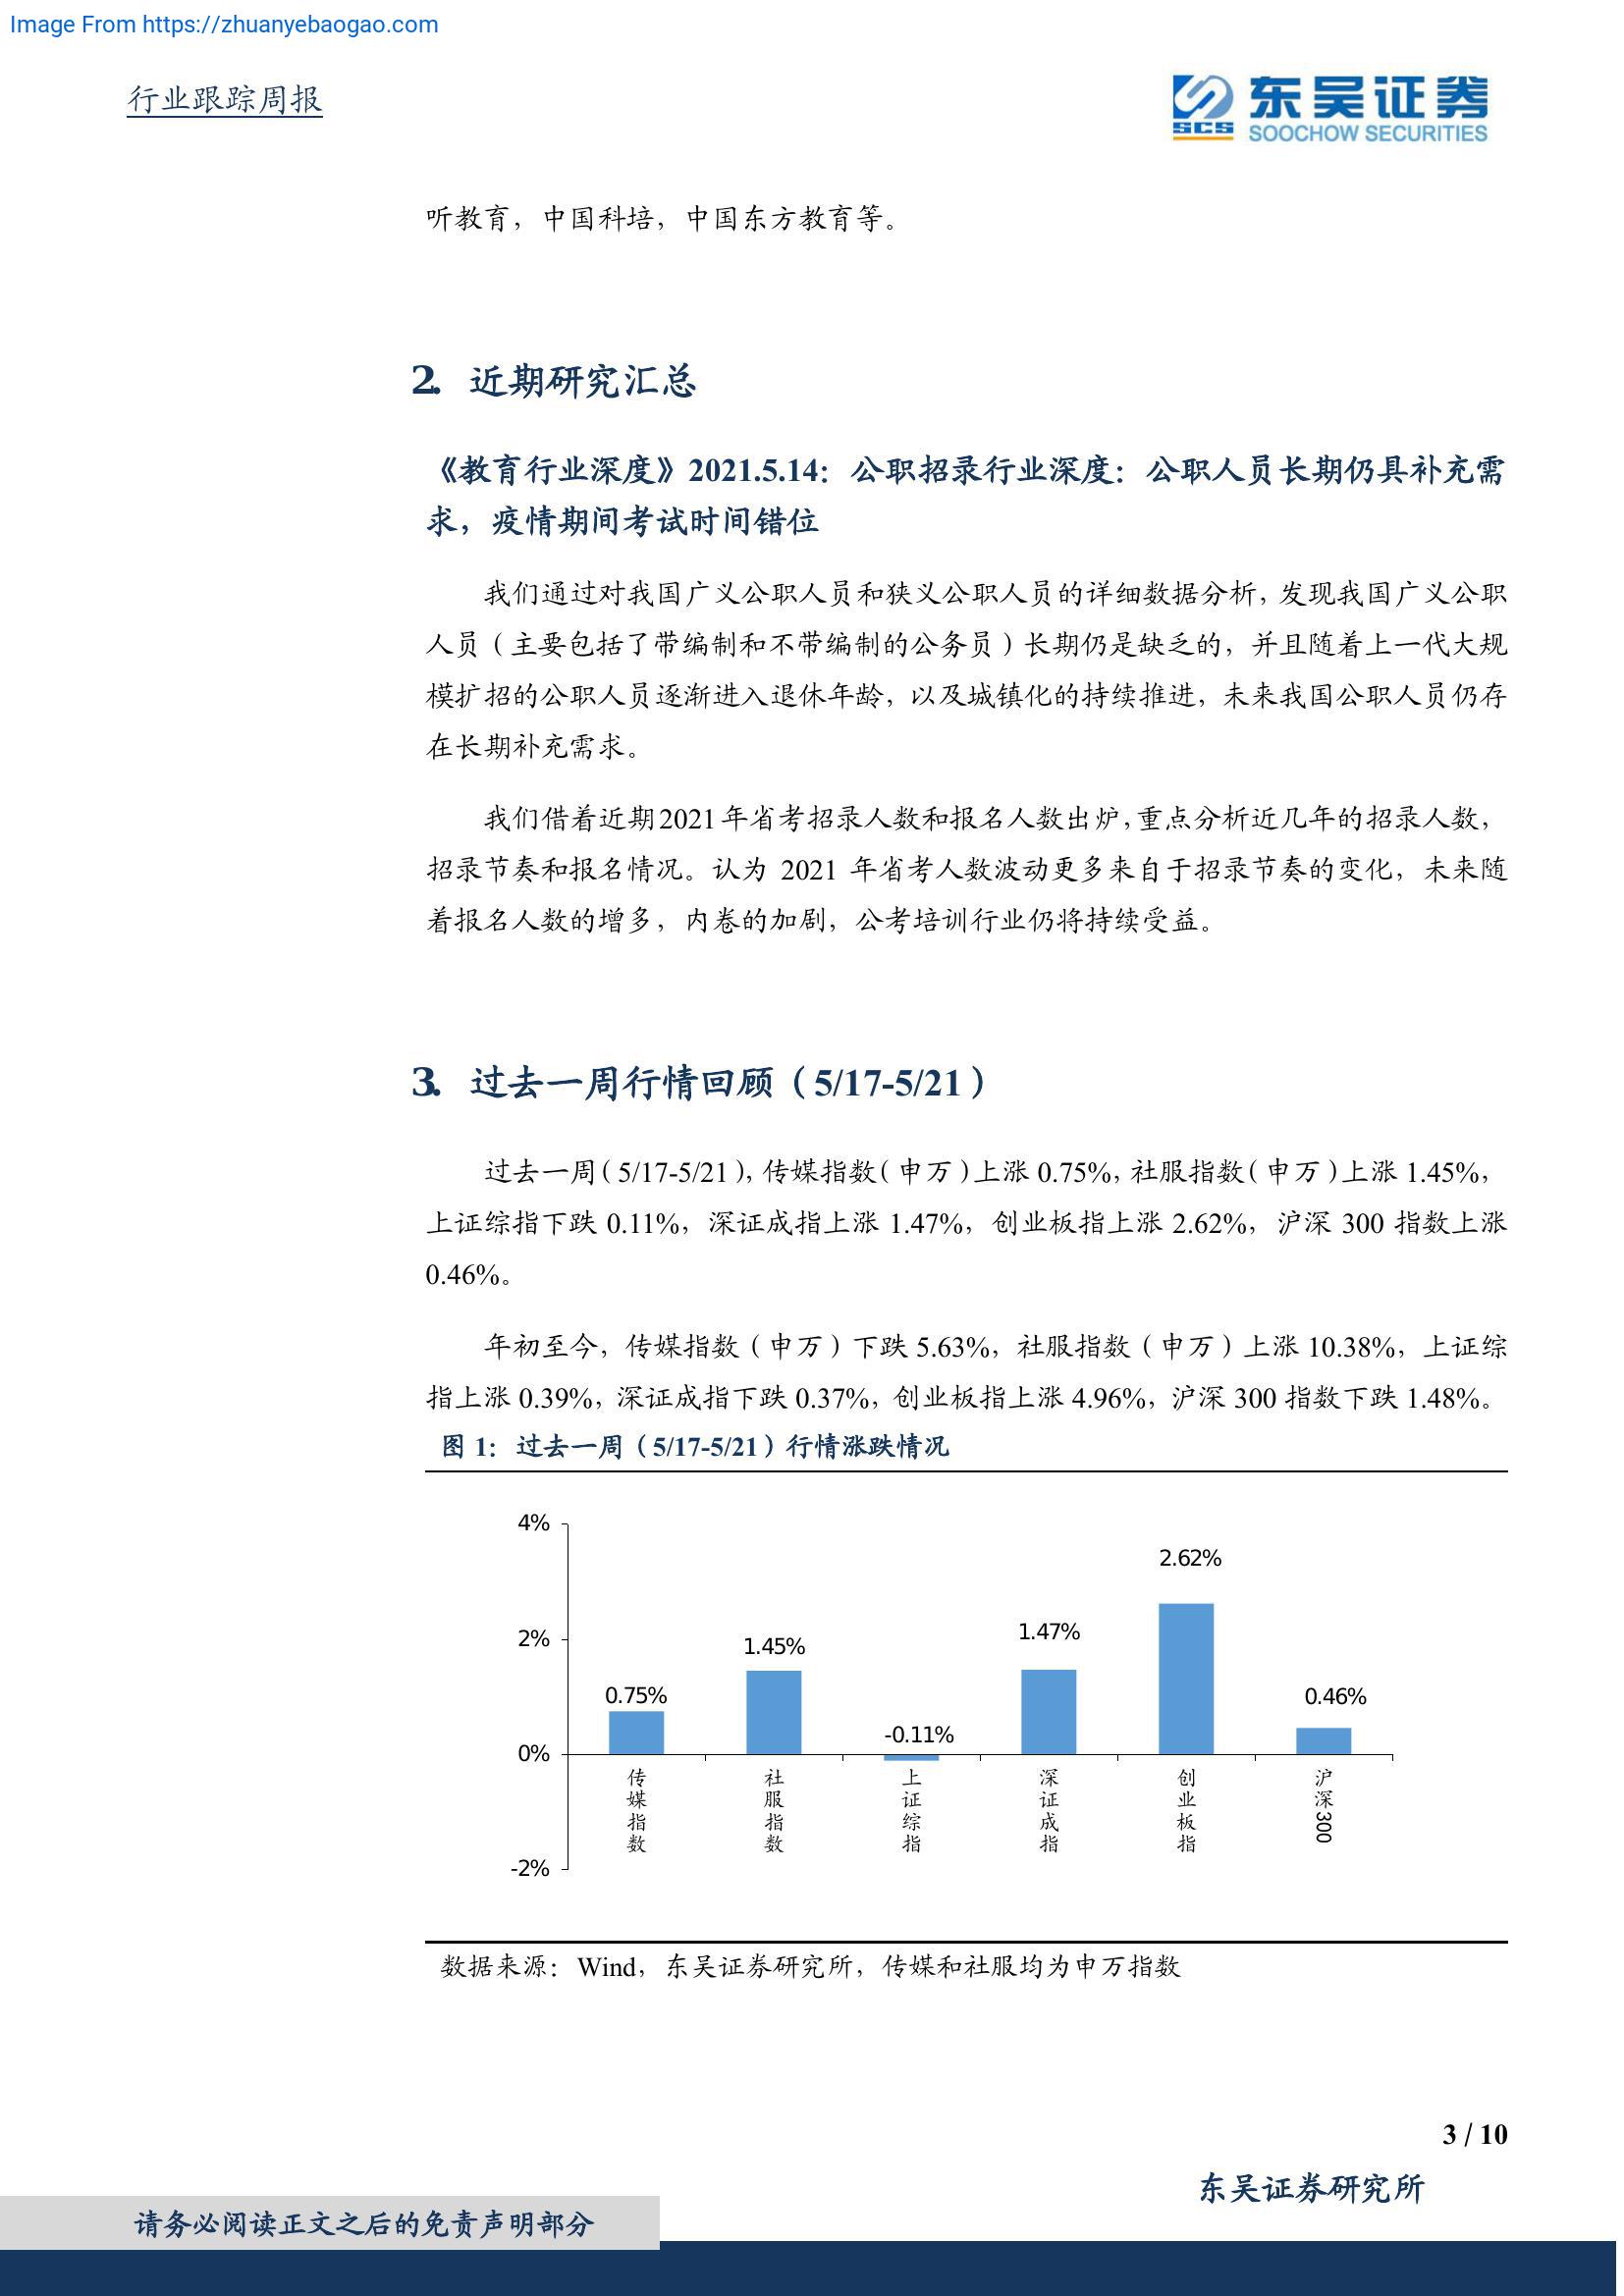 Image From https://zhuanyebaogao.com
行业跟踪周报
SCS
东吴证券
SOOCHOW SECURITIES
听教育，中国科培，中国东方教育等。
2. 近期研究汇总
《教育行业深度》2021.5.14：公职招录行业深度：公职人员长期仍具补充需
求，疫情期间考试时间错位
我们通过对我国广义公职人员和狭义公职人员的详细数据分析，发现我国广义公职
人员（主要包括了带编制和不带编制的公务员）长期仍是缺乏的，并且随着上一代大规
模扩招的公职人员逐渐进入退休年龄，以及城镇化的持续推进，未来我国公职人员仍存
在长期补充需求。
我们借着近期2021年省考招录人数和报名人数出炉，重点分析近几年的招录人数，
招录节奏和报名情况。认为 2021 年省考人数波动更多来自于招录节奏的变化，未来随
着报名人数的增多，内卷的加剧，公考培训行业仍将持续受益。
3. 过去一周行情回顾（5/17-5/21）
过去一周（5/17-5/21），传媒指数（申万）上涨 0.75%，社服指数（申万）上涨 1.45%，
上证综指下跌 0.11%，深证成指上涨 1.47%，创业板指上涨 2.62%，沪深 300 指数上涨
0.46%。
年初至今，传媒指数（申万）下跌 5.63%，社服指数（申万）上涨 10.38%，上证综
指上涨 0.39%，深证成指下跌 0.37%，创业板指上涨 4.96%，沪深 300 指数下跌 1.48%。
图 1：过去一周（5/17-5/21）行情涨跌情况
4%
2%
0%
-2%
0.75%
1.45%
-0.11%
1.47%
2.62%
0.46%
传媒指数
社服指数
上证综指
深证成指
创业板指
沪深300
数据来源：Wind，东吴证券研究所，传媒和社服均为申万指数
3 / 10
东吴证券研究所
请务必阅读正文之后的免责声明部分